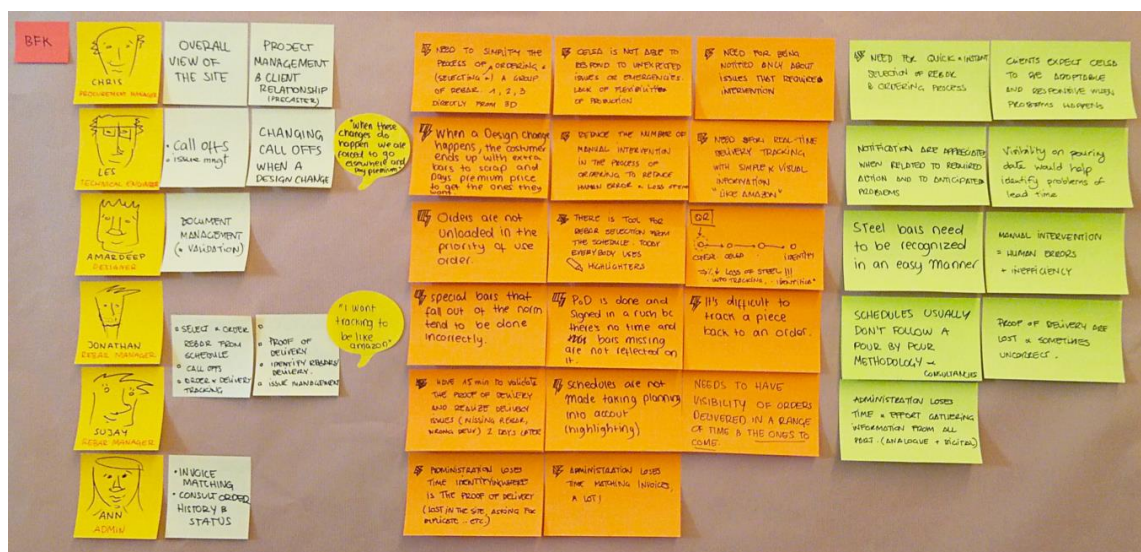 BFK
CHRIS
PROCUREMENT MANAGER
OVERALL
VIEW OF
THE SITE
PROJECT
MANAGEMENT
& CLIENT
RELATIONSHIP
(PRECASTER)
LES
TECHNICAL ENGINEER
• Call offs
• issue mngt
CHANGING
CALL OFFS
WHEN A
DESIGN CHANGE
"When these
changes do
happen we are
forced to go
elsewhere and
pay premium"
AMARDEEP
DESIGNER
DOCUMENT
MANAGEMENT
(+ VALIDATION)
JONATHAN
REBAR MANAGER
• SELECT & ORDER
REBAR FROM
SCHEDULE
• CALL OFFS
• ORDER & DELIVERY
TRACKING
• PROOF OF
DELIVERY
• IDENTIFY REBARS
DELIVERY.
• ISSUE MANAGEMENT
"I want
tracking to
be like
amazon"
SUJAY
REBAR MANAGER
ANN
ADMIN
• INVOICE
MATCHING
• CONSULT ORDER
HISTORY &
STATUS
NEED TO SIMPLIFY THE
PROCESS OF ORDERING +
(SELECTING +) A GROUP
OF REBAR. 1, 2, 3
DIRECTLY FROM 3D
CELSA IS NOT ABLE TO
RESPOND TO UNEXPECTED
ISSUES OR EMERGENCIES.
LACK OF FLEXIBILITIES
OF PRODUCTION
NEED FOR BEING
NOTIFIED ONLY ABOUT
ISSUES THAT REQUIRED
INTERVENTION
When a Design change
happens, the costumer
ends up with extra
bars to scrap and
pays premium price
to get the ones they
want.
REDUCE THE NUMBER OF
MANUAL INTERVENTION
IN THE PROCESS OF
ORDERING TO REDUCE
HUMAN ERROR & LOSS OF
NEED FOR REAL-TIME
DELIVERY TRACKING
WITH SIMPLE & VISUAL
INFORMATION
"LIKE AMAZON"
Orders are not
unloaded in the
priority of use
order.
THERE IS TOOL FOR
REBAR SELECTION FROM
THE SCHEDULE. TODAY
EVERYBODY USES
HIGHLIGHTERS
QR
CELSA
IDENTITY
LOSS OF STEEL !!!
TRACKING
special bars that
fall out of the norm
tend to be done
incorrectly.
PoD is done and
signed in a rush bc
there's no time and
bars missing
are not reflected on
it.
It's difficult to
track a piece
back to an order.
HAVE 15 min TO VALIDATE
THE PROOF OF DELIVERY
AND REALIZE DELIVERY
ISSUES (MISSING REBAR,
WRONG DELIV) 2 DAYS LATER
schedules are not
made taking planning
into acout
(highlighting)
NEEDS TO HAVE
VISIBILITY OF ORDERS
DELIVERED IN A RANGE
OF TIME & THE ONES TO
COME.
ADMINISTRATION LOSES
TIME IDENTIFYING WHERE
IS THE PROOF OF DELIVERY
(LOST IN THE SITE, ASKING FOR
DUPLICATE .. etc)
ADMINISTRATION LOSES
TIME MATCHING INVOICES,
A LOT!
NEED FOR QUICK & INSTANT
SELECTION OF REBAR
& ORDERING PROCESS
CLIENTS EXPECT CELSA
TO BE ADOPTABLE
AND RESPONSIVE WHEN
PROBLEMS HAPPENS
NOTIFICATION ARE APPRECIATED
WHEN RELATED TO REQUIRED
ACTION AND TO ANTICIPATED
PROBLEMS
Visibility on pouring
date would help
identify problems of
lead time
Steel bars need
to be recognized
in an easy manner
MANUAL INTERVENTION
= HUMAN ERRORS
+ INEFFICIENCY
SCHEDULES USUALLY
DON'T FOLLOW A
POUR BY POUR
METHODOLOGY -
CONSULTANCIES
PROOF OF DELIVERY ARE
LOST & SOMETIMES
UNCORRECT.
ADMINISTRATION LOSES
TIME & EFFORT GATHERING
INFORMATION FROM ALL
PART. (ANALOGUE + DIGITAL)